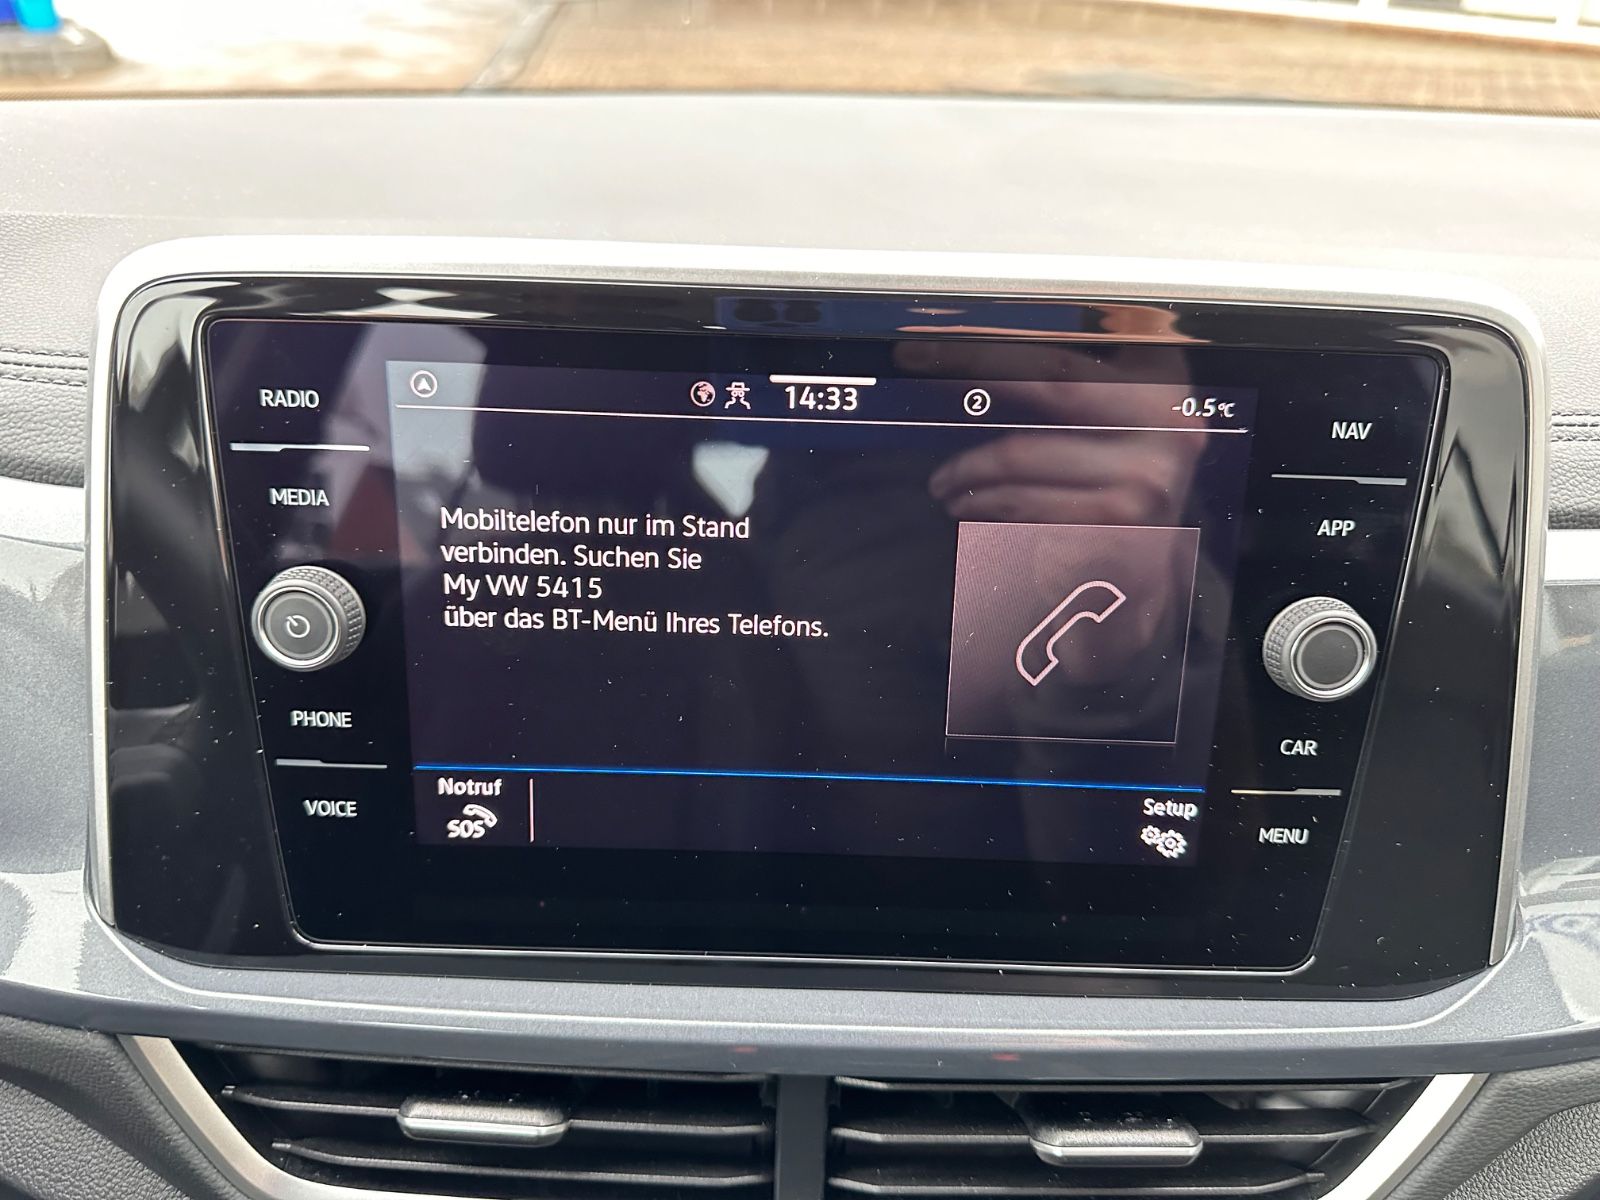 RADIO
MEDIA
PHONE
VOICE
14:33
2
-0.5°C
Mobiltelefon nur im Stand
verbinden. Suchen Sie
My VW 5415
über das BT-Menü Ihres Telefons.
Notruf
SOS
Setup
NAV
APP
CAR
MENU